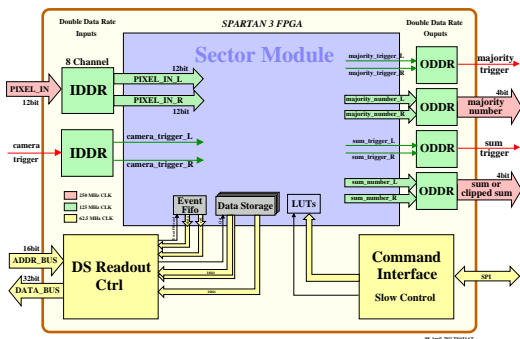 Double Data Rate
Inputs
SPARTAN 3 FPGA
Double Data Rate
Ouputs
Sector Module
8 Channel
IDDR
PIXEL_IN
12bit
12bit
PIXEL_IN_L
PIXEL_IN_R
12bit
majority_trigger_L
majority_trigger_R
ODDR
majority
trigger
majority_number_L
majority_number_R
ODDR
4bit
majority
number
camera
trigger
IDDR
camera_trigger_L
camera_trigger_R
sum_trigger_L
sum_trigger_R
ODDR
sum
trigger
sum_number_L
sum_number_R
ODDR
4bit
sum or
clipped sum
250 MHz CLK
125 MHz CLK
62.5 MHz CLK
Event
Fifo
Data Storage
LUTs
16bit
ADDR_BUS
32bit
DATA_BUS
DS Readout
Ctrl
Command
Interface
Slow Control
SPI